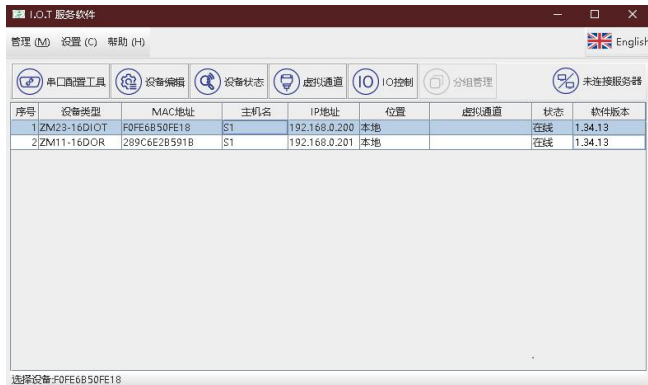 I.O.T 服务软件
管理 (M) 设置 (C) 帮助 (H) English
串口配置工具 设备编辑 设备状态 虚拟通道 IO IO控制 分组管理 未连接服务器
序号 设备类型 MAC地址 主机名 IP地址 位置 虚拟通道 状态 软件版本
1 ZM23-16DIOT F0FE6B50FE18 S1 192.168.0.200 本地 在线 1.34.13
2 ZM11-16DOR 289C6E2B591B S1 192.168.0.201 本地 在线 1.34.13
选择设备:F0FE6B50FE18